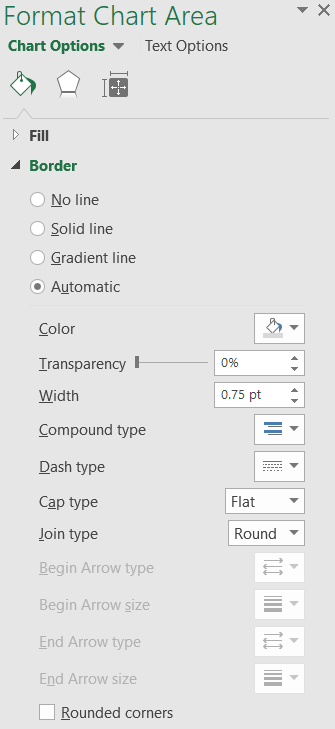 Format Chart Area
Chart Options Text Options
Fill
Border
No line
Solid line
Gradient line
Automatic
Color
Transparency 0%
Width 0.75 pt
Compound type
Dash type
Cap type Flat
Join type Round
Begin Arrow type
Begin Arrow size
End Arrow type
End Arrow size
Rounded corners